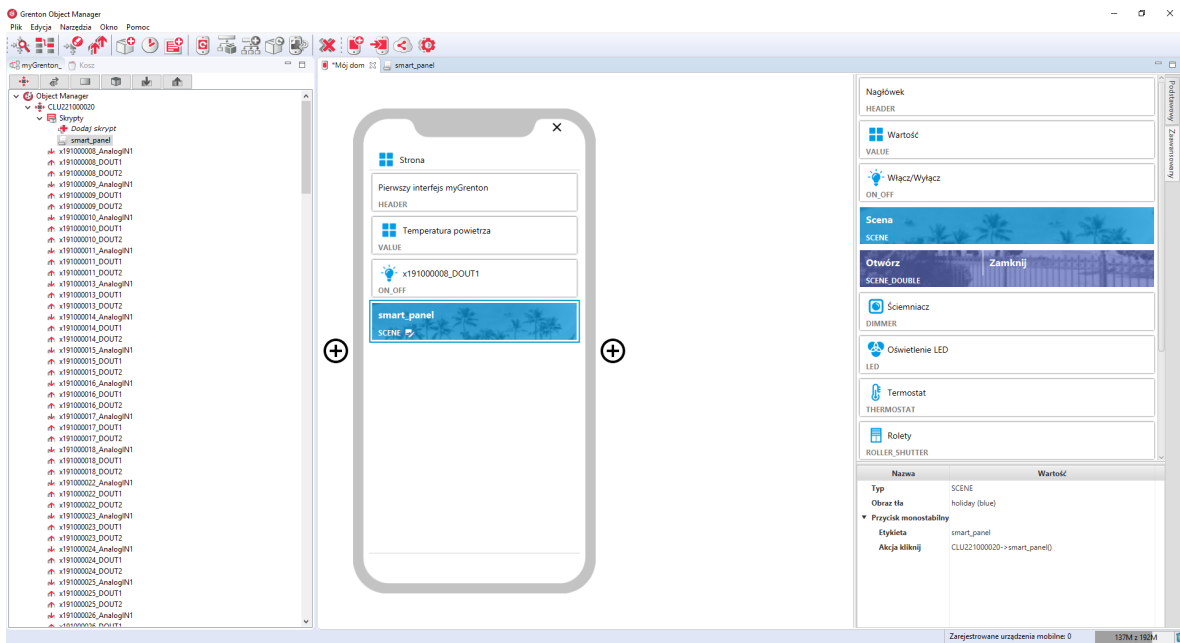 Grenton Object Manager
Plik Edycja Narzędzia Okno Pomoc
myGrenton_ Kosz
*Mój dom smart_panel
Object Manager
CLU221000020
Skrypty
Dodaj skrypt
smart_panel
x191000008_AnalogIN1
x191000008_DOUT1
x191000008_DOUT2
x191000009_AnalogIN1
x191000009_DOUT1
x191000009_DOUT2
x191000010_AnalogIN1
x191000010_DOUT1
x191000010_DOUT2
x191000011_AnalogIN1
x191000011_DOUT1
x191000011_DOUT2
x191000013_AnalogIN1
x191000013_DOUT1
x191000013_DOUT2
x191000014_AnalogIN1
x191000014_DOUT1
x191000014_DOUT2
x191000015_AnalogIN1
x191000015_DOUT1
x191000015_DOUT2
x191000016_AnalogIN1
x191000016_DOUT1
x191000016_DOUT2
x191000017_AnalogIN1
x191000017_DOUT1
x191000017_DOUT2
x191000018_AnalogIN1
x191000018_DOUT1
x191000018_DOUT2
x191000022_AnalogIN1
x191000022_DOUT1
x191000022_DOUT2
x191000023_AnalogIN1
x191000023_DOUT1
x191000023_DOUT2
x191000024_AnalogIN1
x191000024_DOUT1
x191000024_DOUT2
x191000025_AnalogIN1
x191000025_DOUT1
x191000025_DOUT2
x191000026_AnalogIN1
x191000026_DOUT1
Strona
Pierwszy interfejs myGrenton
HEADER
Temperatura powietrza
VALUE
x191000008_DOUT1
ON_OFF
smart_panel
SCENE
Nagłówek
HEADER
Wartość
VALUE
Włącz/Wyłącz
ON_OFF
Scena
SCENE
Otwórz Zamknij
SCENE_DOUBLE
Ściemniacz
DIMMER
Oświetlenie LED
LED
Termostat
THERMOSTAT
Rolety
ROLLER_SHUTTER
Podstawowy
Zaawansowany
Nazwa Wartość
Typ SCENE
Obraz tła holiday (blue)
Przycisk monostabilny
Etykieta smart_panel
Akcja kliknij CLU221000020->smart_panel()
Zarejestrowane urządzenia mobilne: 0 137M z 192M